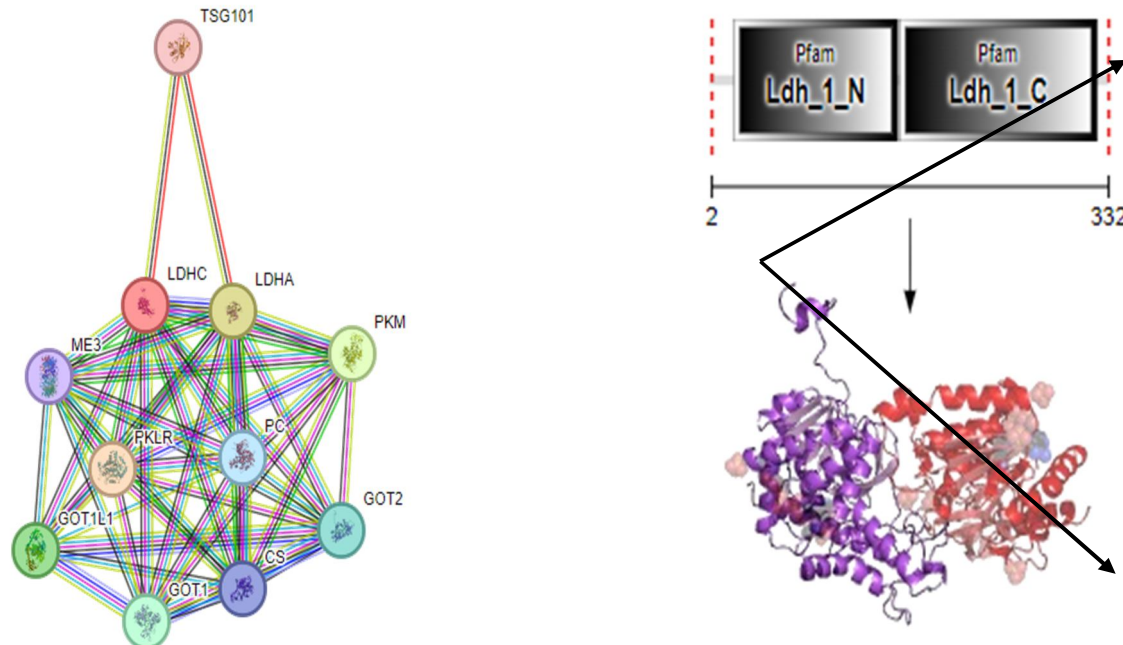 TSG101
LDHC
LDHA
PKM
ME3
PKLR
PC
GOT2
GOT1L1
CS
GOT1
Pfam
Ldh_1_N
Pfam
Ldh_1_C
2
332